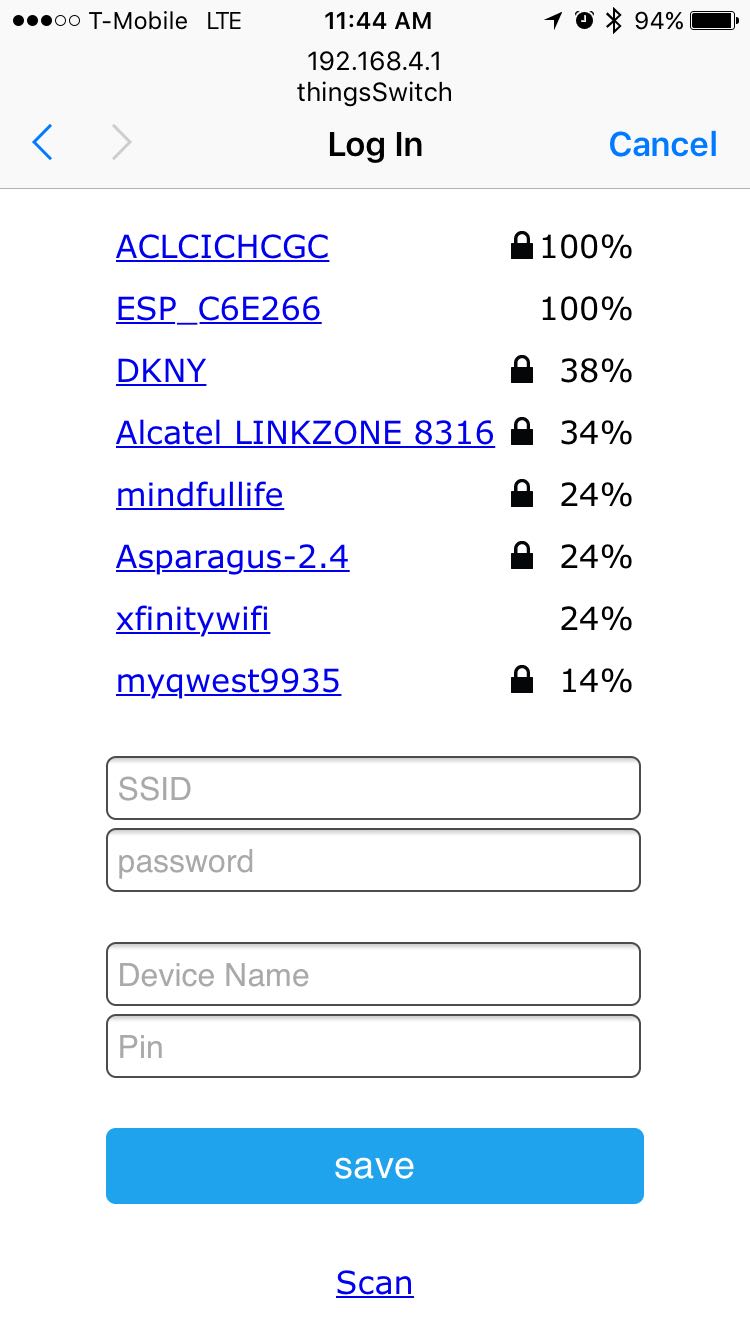 T-Mobile LTE 11:44 AM 94%
192.168.4.1
thingsSwitch
Log In Cancel
ACLCICHCGC 100%
ESP_C6E266 100%
DKNY 38%
Alcatel LINKZONE 8316 34%
mindfullife 24%
Asparagus-2.4 24%
xfinitywifi 24%
myqwest9935 14%
SSID
password
Device Name
Pin
save
Scan